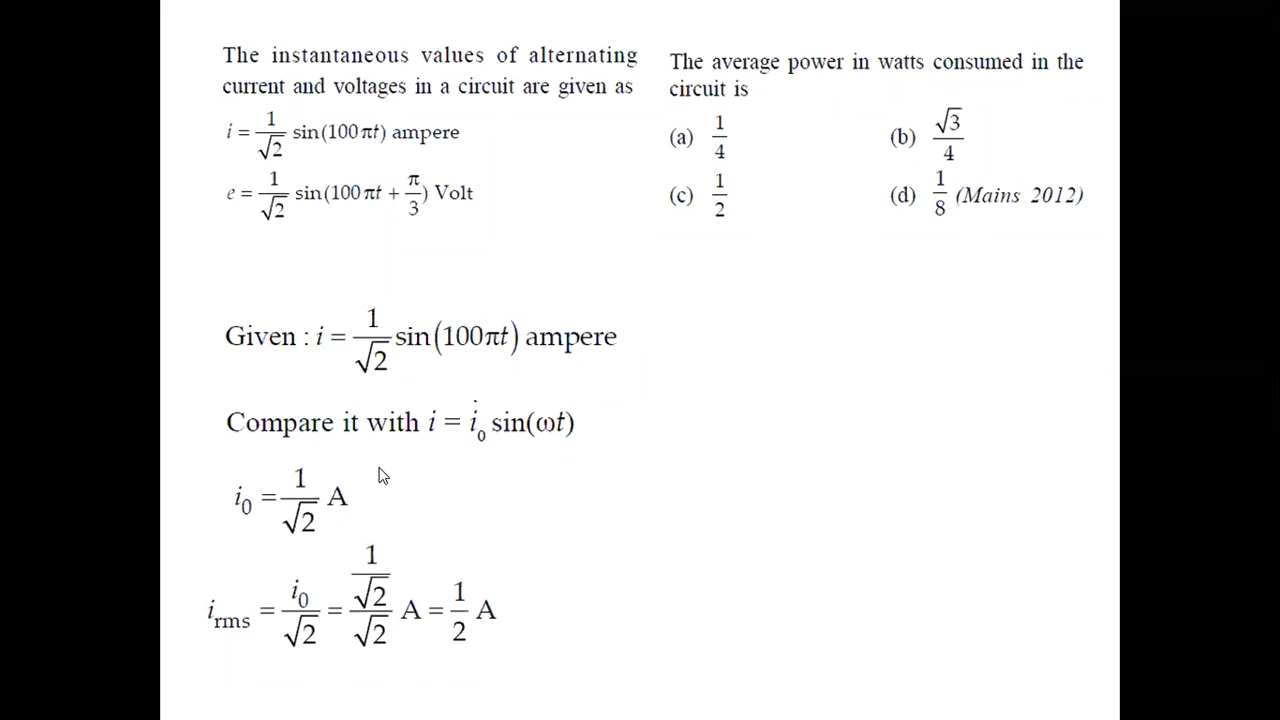 The instantaneous values of alternating
current and voltages in a circuit are given as
i = 1/√2 sin(100πt) ampere
e = 1/√2 sin(100πt + π/3) Volt
The average power in watts consumed in the
circuit is
(a) 1/4 (b) √3/4
(c) 1/2 (d) 1/8 (Mains 2012)
Given : i = 1/√2 sin(100πt) ampere
Compare it with i = i₀ sin(ωt)
i₀ = 1/√2 A
i_rms = i₀/√2 = (1/√2)/√2 A = 1/2 A